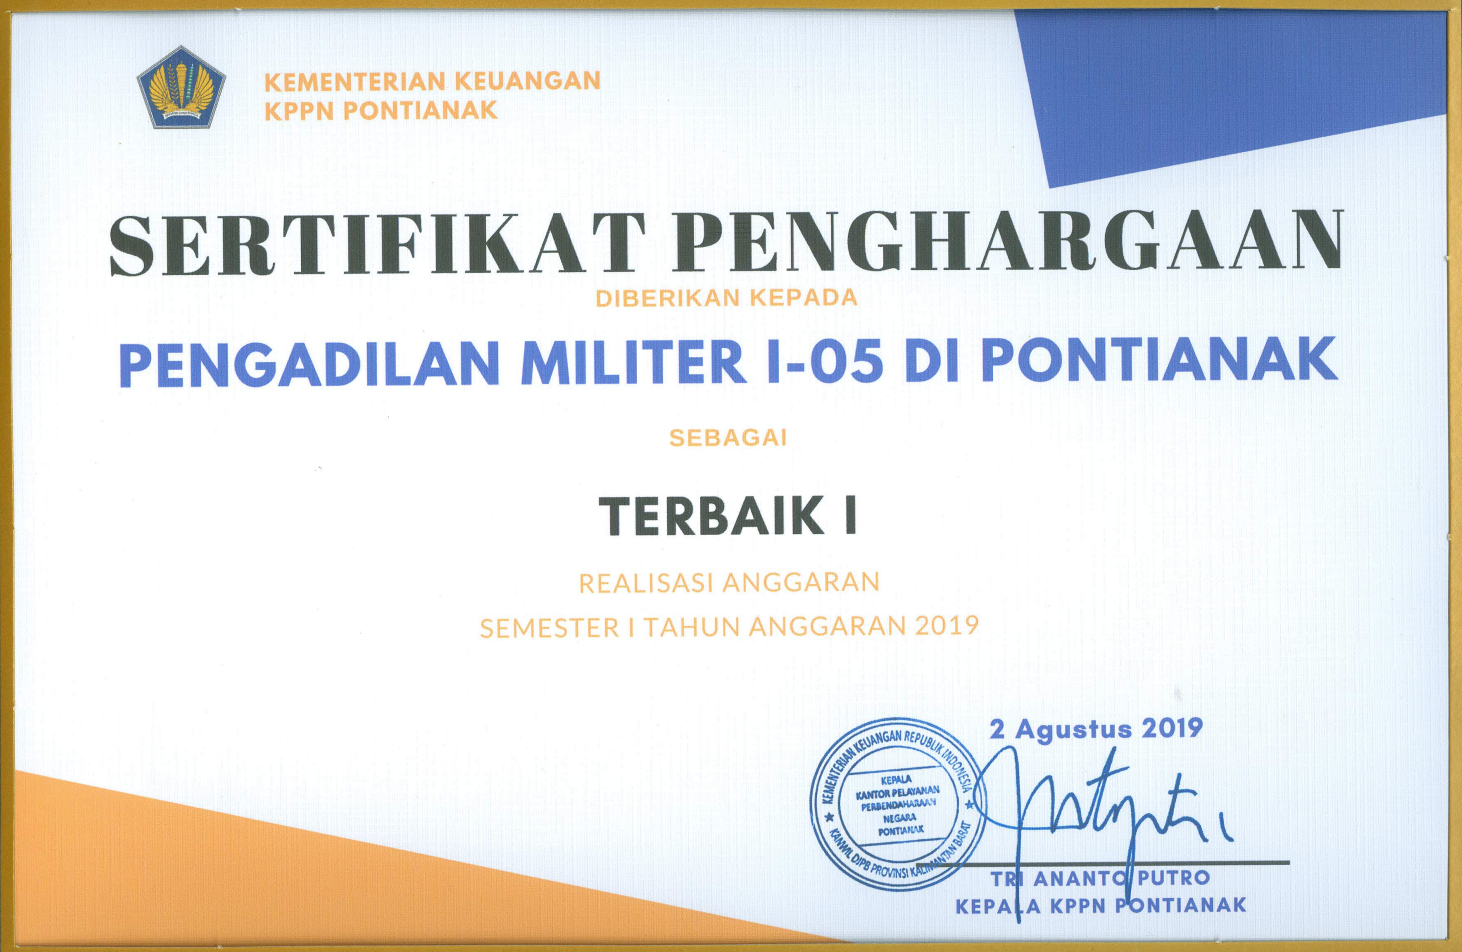 KEMENTERIAN KEUANGAN
KPPN PONTIANAK
SERTIFIKAT PENGHARGAAN
DIBERIKAN KEPADA
PENGADILAN MILITER I-05 DI PONTIANAK
SEBAGAI
TERBAIK I
REALISASI ANGGARAN
SEMESTER I TAHUN ANGGARAN 2019
2 Agustus 2019
KEMENTERIAN KEUANGAN REPUBLIK INDONESIA
KEPALA
KANTOR PELAYANAN
PERBENDAHARAAN
NEGARA
PONTIANAK
KANWIL DJPB PROVINSI KALIMANTAN BARAT
TRI ANANTO PUTRO
KEPALA KPPN PONTIANAK